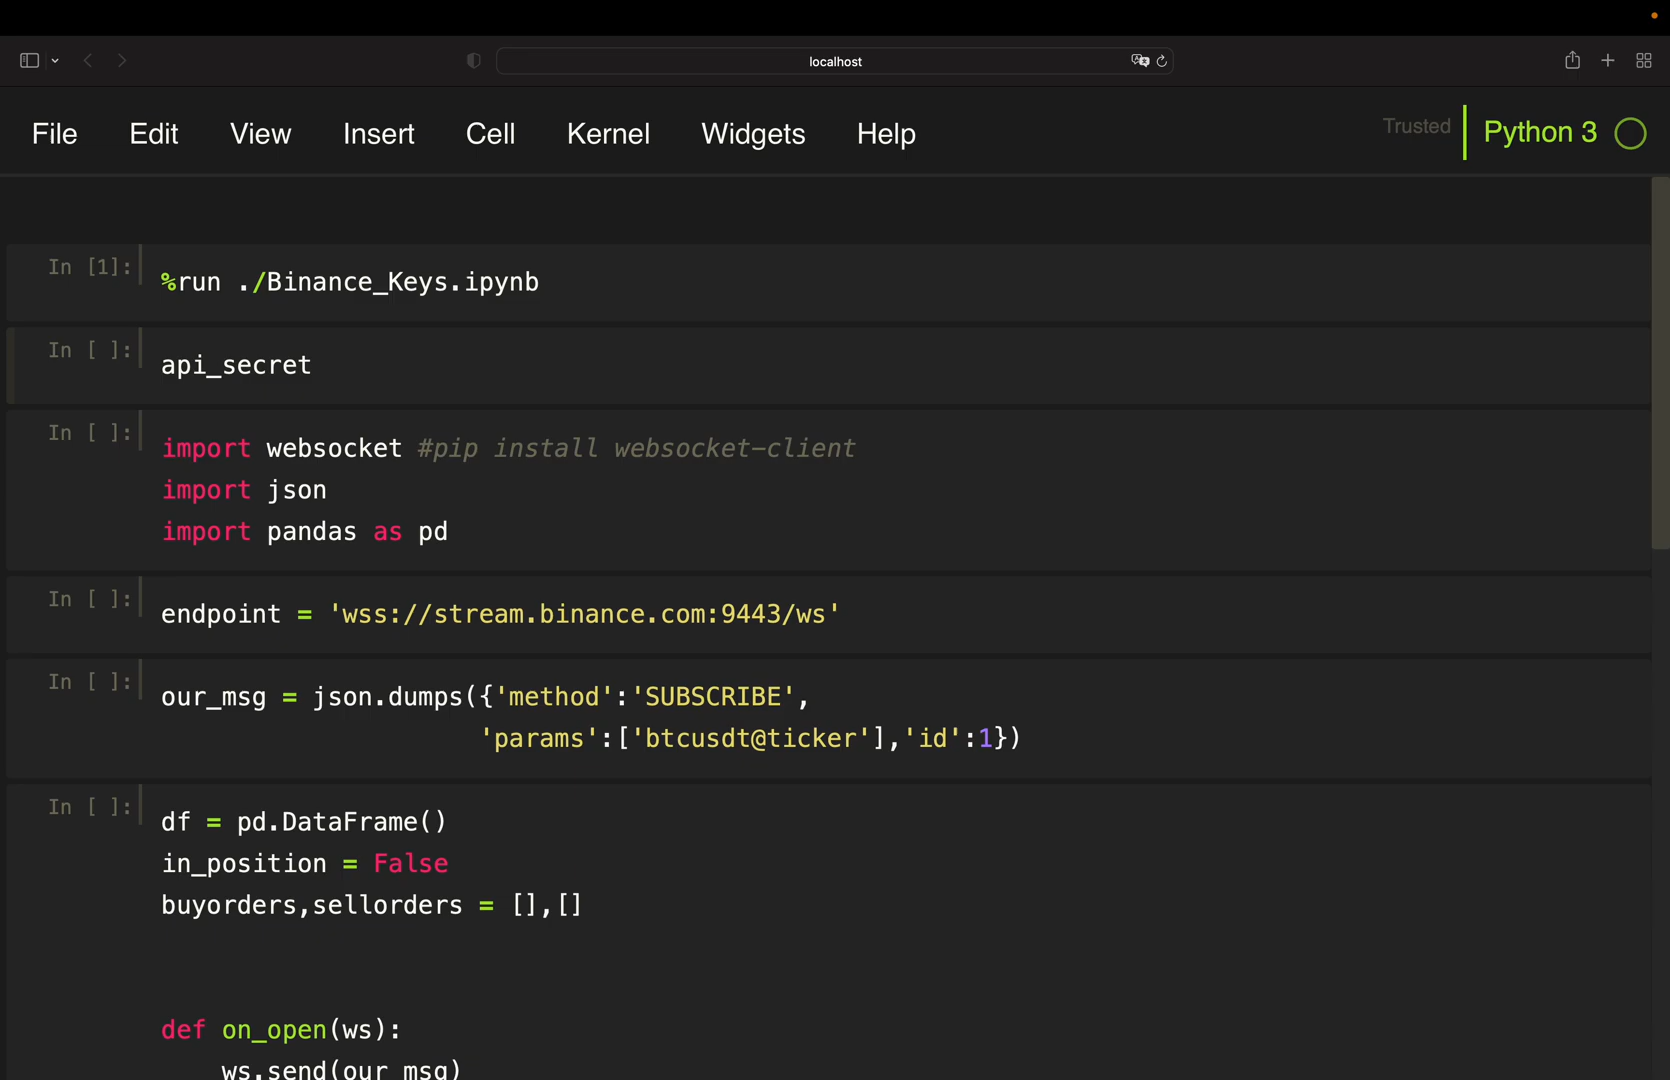 localhost
File Edit View Insert Cell Kernel Widgets Help Trusted Python 3
In [1]: %run ./Binance_Keys.ipynb
In [ ]: api_secret
In [ ]: import websocket #pip install websocket-client
import json
import pandas as pd
In [ ]: endpoint = 'wss://stream.binance.com:9443/ws'
In [ ]: our_msg = json.dumps({'method':'SUBSCRIBE',
'params':['btcusdt@ticker'],'id':1})
In [ ]: df = pd.DataFrame()
in_position = False
buyorders,sellorders = [],[]
def on_open(ws):
ws.send(our_msg)